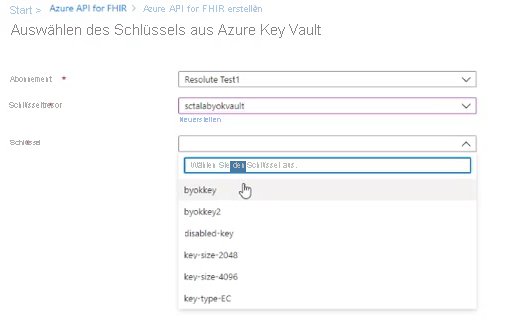 Start > Azure API for FHIR > Azure API for FHIR erstellen
Auswählen des Schlüssels aus Azure Key Vault
Abonnement * Resolute Test1
Schlüsseltresor sctalabyokvault
Neu erstellen
Schlüssel
Wählen Sie den Schlüssel aus.
byokkey
byokkey2
disabled-key
key-size-2048
key-size-4096
key-type-EC